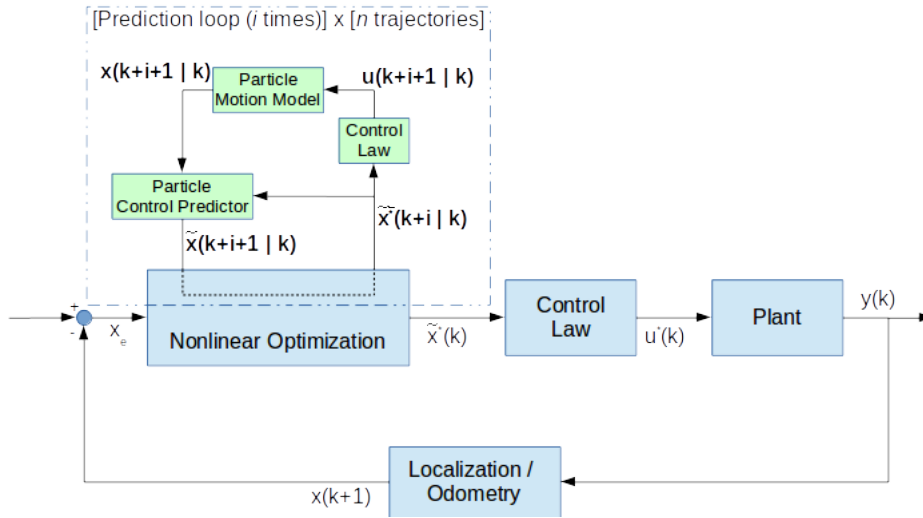 [Prediction loop (i times)] x [n trajectories]
x(k+i+1 | k)
Particle
Motion Model
u(k+i+1 | k)
Control
Law
Particle
Control Predictor
x̃(k+i+1 | k)
x̃*(k+i | k)
+
-
xₑ
Nonlinear Optimization
x̃*(k)
Control
Law
u*(k)
Plant
y(k)
x(k+1)
Localization /
Odometry